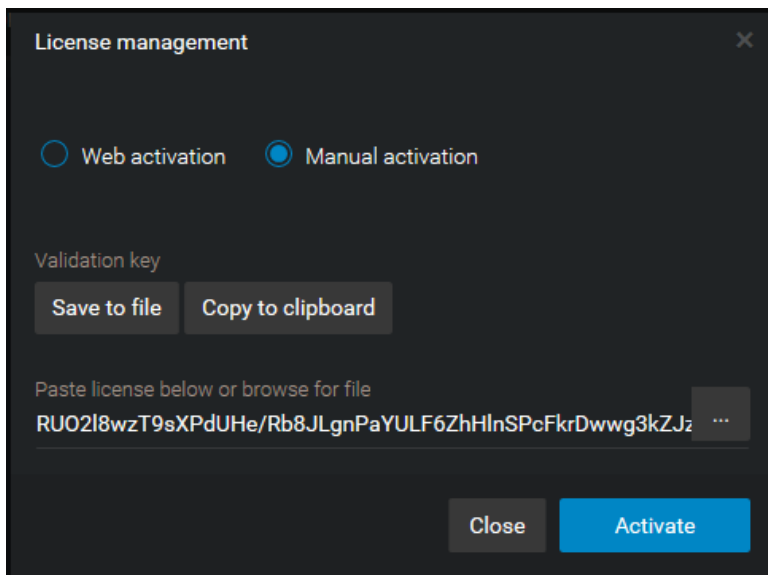 License management
Web activation Manual activation
Validation key
Save to file Copy to clipboard
Paste license below or browse for file
RUO2l8wzT9sXPdUHe/Rb8JLgnPaYULF6ZhHlnSPcFkrDwwg3kZJz ...
Close Activate